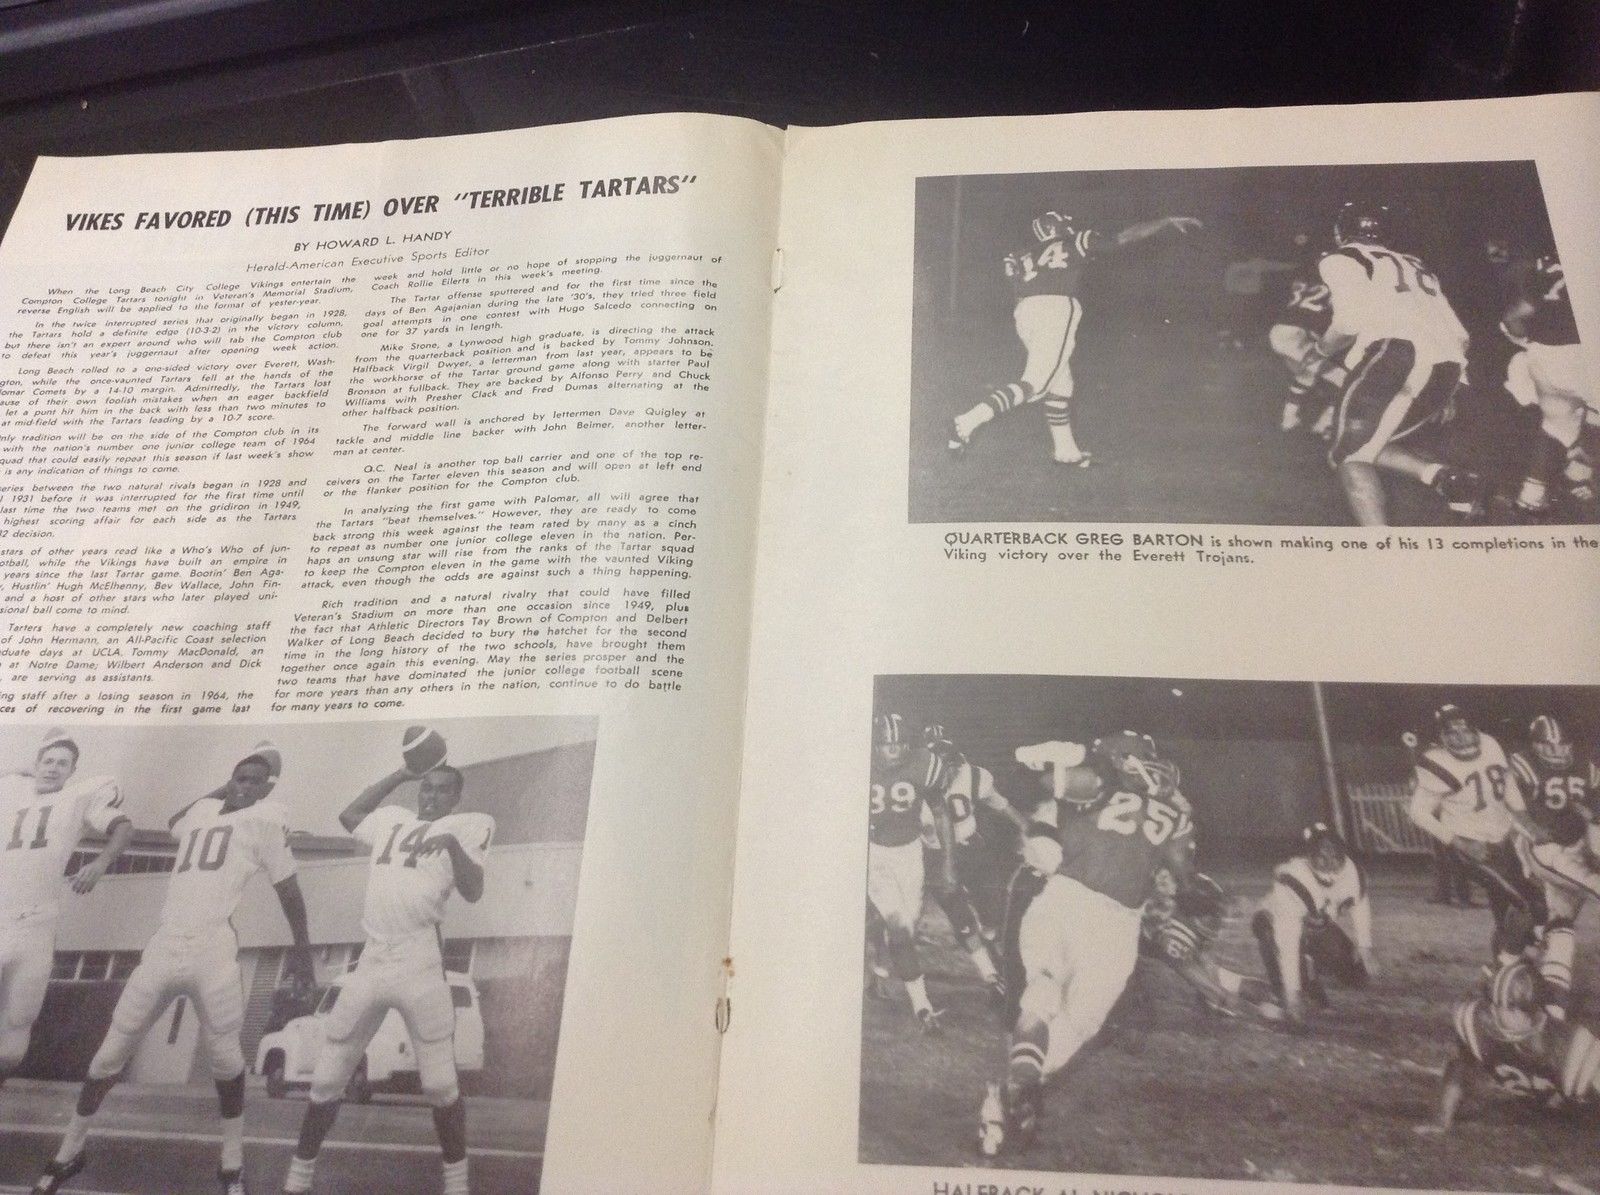 VIKES FAVORED (THIS TIME) OVER "TERRIBLE TARTARS"
BY HOWARD L. HANDY
Herald-American Executive Sports Editor
When the Long Beach City College Vikings entertain the
Compton College Tartars tonight in Veteran's Memorial Stadium,
reverse English will be applied to the format of yester-year.
In the twice interrupted series that originally began in 1928,
the Tartars hold a definite edge (10-3-2) in the victory column,
but there isn't an expert around who will tab the Compton club
to defeat this year's juggernaut after opening week action.
Long Beach rolled to a one-sided victory over Everett, Wash-
gton, while the once-vaunted Tartars fell at the hands of the
lomar Comets by a 14-10 margin. Admittedly, the Tartars lost
ause of their own foolish mistakes when an eager backfield
let a punt hit him in the back with less than two minutes to
at mid-field with the Tartars leading by a 10-7 score.
nly tradition will be on the side of the Compton club in its
with the nation's number one junior college team of 1964
quad that could easily repeat this season if last week's show
is any indication of things to come.
eries between the two natural rivals began in 1928 and
l 1931 before it was interrupted for the first time until
last time the two teams met on the gridiron in 1949,
highest scoring affair for each side as the Tartars
2 decision.
stars of other years read like a Who's Who of jun-
otball, while the Vikings have built an empire in
years since the last Tartar game. Bootin' Ben Aga-
, Hustlin' Hugh McElhenny, Bev Wallace, John Fin-
and a host of other stars who later played uni-
sional ball come to mind.
Tarters have a completely new coaching staff
of John Hermann, an All-Pacific Coast selection
duate days at UCLA. Tommy MacDonald, an
at Notre Dame; Wilbert Anderson and Dick
, are serving as assistants.
ing staff after a losing season in 1964, the
ces of recovering in the first game last
week and hold little or no hope of stopping the juggernaut of
Coach Rollie Eilerts in this week's meeting.
The Tartar offense sputtered and for the first time since the
days of Ben Agajanian during the late '30's, they tried three field
goal attempts in one contest with Hugo Salcedo connecting on
one for 37 yards in length.
Mike Stone, a Lynwood high graduate, is directing the attack
from the quarterback position and is backed by Tommy Johnson.
Halfback Virgil Dwyer, a letterman from last year, appears to be
the workhorse of the Tartar ground game along with starter Paul
Bronson at fullback. They are backed by Alfonso Perry and Chuck
Williams with Presher Clack and Fred Dumas alternating at the
other halfback position.
The forward wall is anchored by lettermen Dave Quigley at
tackle and middle line backer with John Beimer, another letter-
man at center.
O.C. Neal is another top ball carrier and one of the top re-
ceivers on the Tarter eleven this season and will open at left end
or the flanker position for the Compton club.
In analyzing the first game with Palomar, all will agree that
the Tartars "beat themselves." However, they are ready to come
back strong this week against the team rated by many as a cinch
to repeat as number one junior college eleven in the nation. Per-
haps an unsung star will rise from the ranks of the Tartar squad
to keep the Compton eleven in the game with the vaunted Viking
attack, even though the odds are against such a thing happening.
Rich tradition and a natural rivalry that could have filled
Veteran's Stadium on more than one occasion since 1949, plus
the fact that Athletic Directors Tay Brown of Compton and Delbert
Walker of Long Beach decided to bury the hatchet for the second
time in the long history of the two schools, have brought them
together once again this evening. May the series prosper and the
two teams that have dominated the junior college football scene
for more years than any others in the nation, continue to do battle
for many years to come.
11
10
14
14
32
78
7
QUARTERBACK GREG BARTON is shown making one of his 13 completions in the
Viking victory over the Everett Trojans.
89
25
78
55
HALFBACK AL